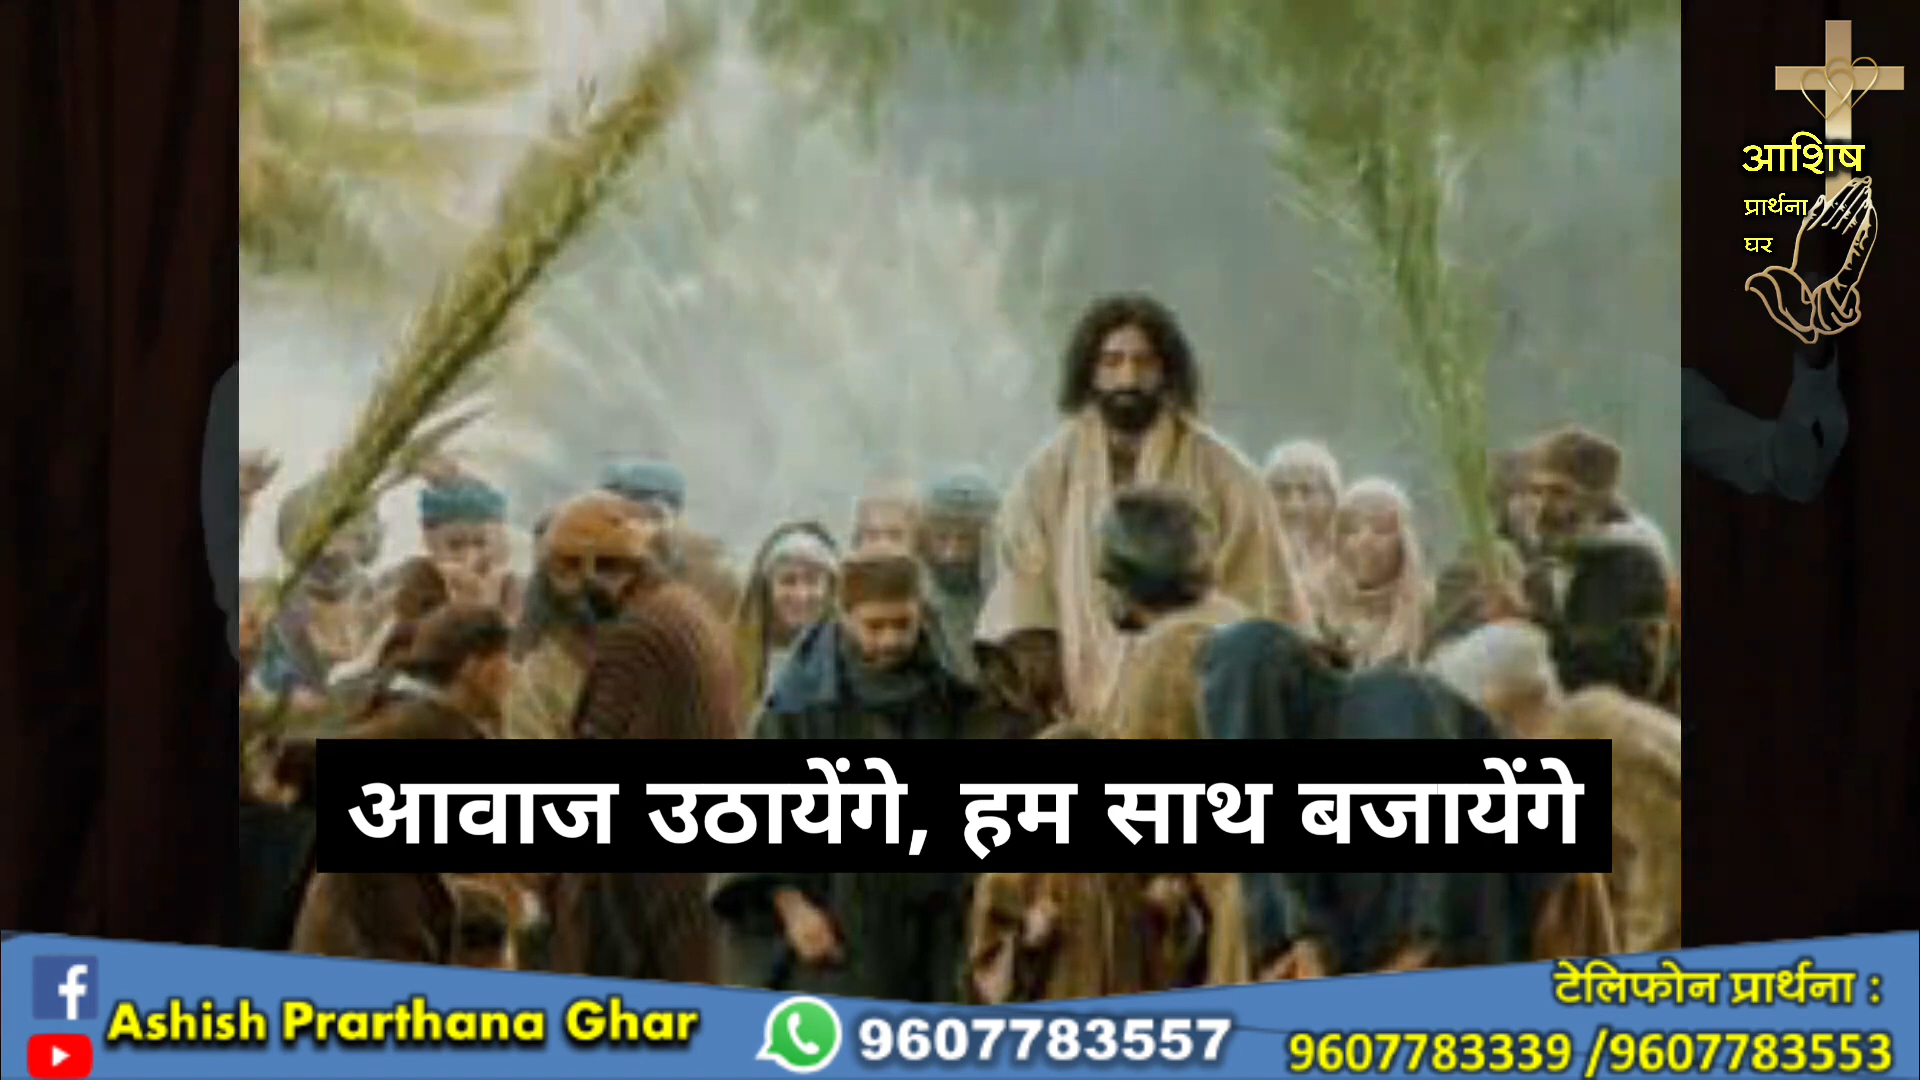 आशिष
प्रार्थना
घर
आवाज उठायेंगे, हम साथ बजायेंगे
Ashish Prarthana Ghar
9607783557
टेलिफोन प्रार्थना :
9607783339 /9607783553